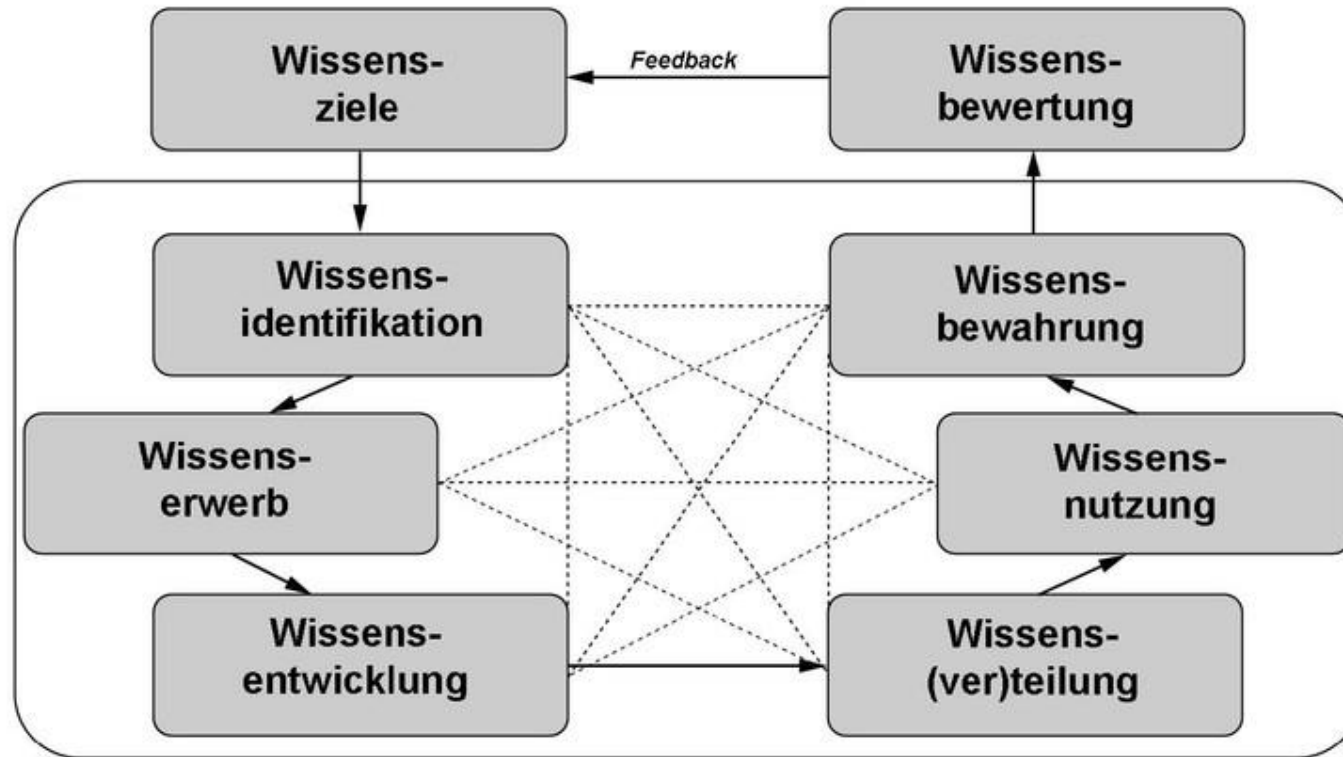 Wissens-
ziele
Feedback
Wissens-
bewertung
Wissens-
identifikation
Wissens-
bewahrung
Wissens-
erwerb
Wissens-
nutzung
Wissens-
entwicklung
Wissens-
(ver)teilung